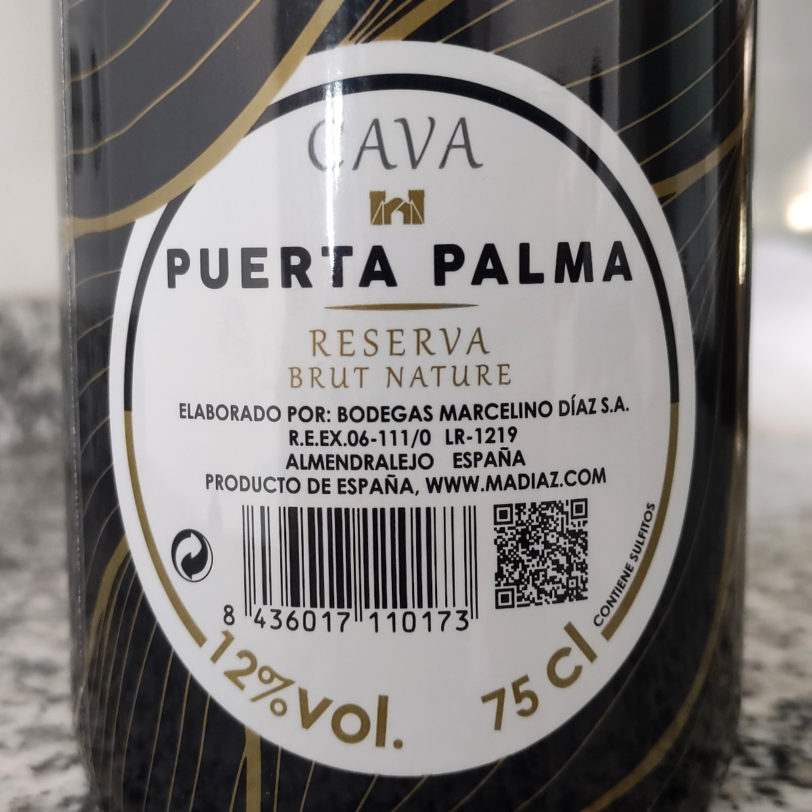 CAVA
PUERTA PALMA
RESERVA
BRUT NATURE
ELABORADO POR: BODEGAS MARCELINO DÍAZ S.A.
R.E.EX.06-111/0 LR-1219
ALMENDRALEJO ESPAÑA
PRODUCTO DE ESPAÑA, WWW.MADIAZ.COM
8 436017 110173
CONTIENE SULFITOS
12%vol. 75 cl